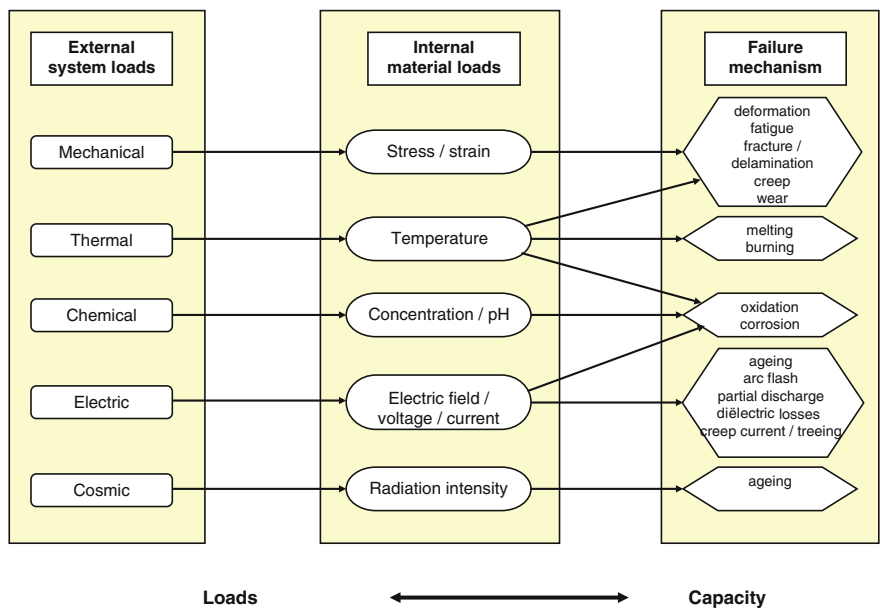 External
system loads
Internal
material loads
Failure
mechanism
Mechanical
Stress / strain
deformation
fatigue
fracture /
delamination
creep
wear
Thermal
Temperature
melting
burning
Chemical
Concentration / pH
oxidation
corrosion
Electric
Electric field /
voltage / current
ageing
arc flash
partial discharge
diëlectric losses
creep current / treeing
Cosmic
Radiation intensity
ageing
Loads
Capacity